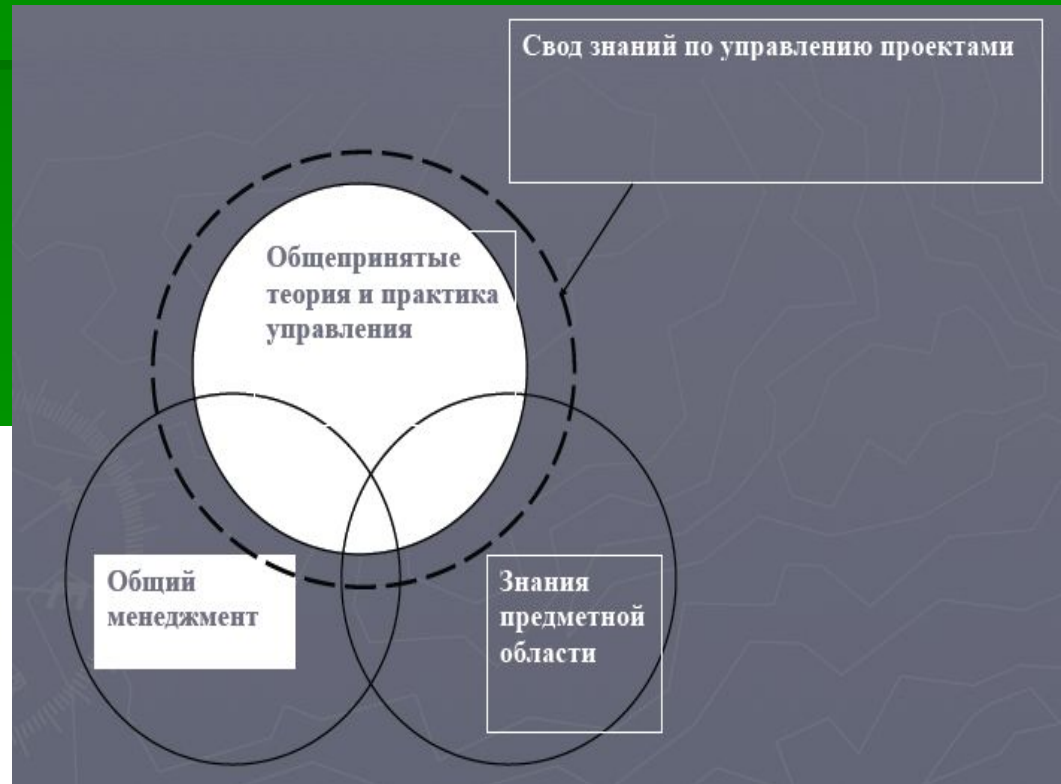 Свод знаний по управлению проектами
Общепринятые
теория и практика
управления
Общий
менеджмент
Знания
предметной
области